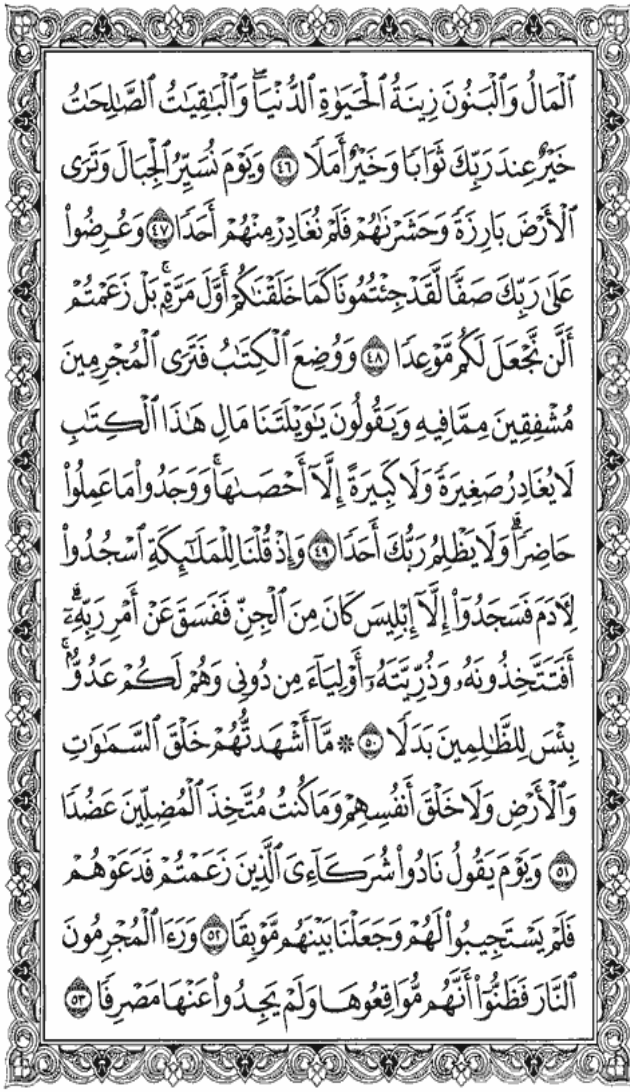 ٱلْمَالُ وَٱلْبَنُونَ زِينَةُ ٱلْحَيَوٰةِ ٱلدُّنْيَا ۖ وَٱلْبَٰقِيَٰتُ ٱلصَّٰلِحَٰتُ
خَيْرٌ عِندَ رَبِّكَ ثَوَابًا وَخَيْرٌ أَمَلًا ٤٦ وَيَوْمَ نُسَيِّرُ ٱلْجِبَالَ وَتَرَى
ٱلْأَرْضَ بَارِزَةً وَحَشَرْنَٰهُمْ فَلَمْ نُغَادِرْ مِنْهُمْ أَحَدًا ٤٧ وَعُرِضُوا۟
عَلَىٰ رَبِّكَ صَفًّا لَّقَدْ جِئْتُمُونَا كَمَا خَلَقْنَٰكُمْ أَوَّلَ مَرَّةٍۭ ۚ بَلْ زَعَمْتُمْ
أَلَّن نَّجْعَلَ لَكُم مَّوْعِدًا ٤٨ وَوُضِعَ ٱلْكِتَٰبُ فَتَرَى ٱلْمُجْرِمِينَ
مُشْفِقِينَ مِمَّا فِيهِ وَيَقُولُونَ يَٰوَيْلَتَنَا مَالِ هَٰذَا ٱلْكِتَٰبِ
لَا يُغَادِرُ صَغِيرَةً وَلَا كَبِيرَةً إِلَّآ أَحْصَىٰهَا ۚ وَوَجَدُوا۟ مَا عَمِلُوا۟
حَاضِرًا ۗ وَلَا يَظْلِمُ رَبُّكَ أَحَدًا ٤٩ وَإِذْ قُلْنَا لِلْمَلَٰٓئِكَةِ ٱسْجُدُوا۟
لِءَادَمَ فَسَجَدُوٓا۟ إِلَّآ إِبْلِيسَ كَانَ مِنَ ٱلْجِنِّ فَفَسَقَ عَنْ أَمْرِ رَبِّهِۦٓ ۗ
أَفَتَتَّخِذُونَهُۥ وَذُرِّيَّتَهُۥٓ أَوْلِيَآءَ مِن دُونِى وَهُمْ لَكُمْ عَدُوٌّۢ ۚ
بِئْسَ لِلظَّٰلِمِينَ بَدَلًا ٥٠ ۞ مَّآ أَشْهَدتُّهُمْ خَلْقَ ٱلسَّمَٰوَٰتِ
وَٱلْأَرْضِ وَلَا خَلْقَ أَنفُسِهِمْ وَمَا كُنتُ مُتَّخِذَ ٱلْمُضِلِّينَ عَضُدًا
٥١ وَيَوْمَ يَقُولُ نَادُوا۟ شُرَكَآءِىَ ٱلَّذِينَ زَعَمْتُمْ فَدَعَوْهُمْ
فَلَمْ يَسْتَجِيبُوا۟ لَهُمْ وَجَعَلْنَا بَيْنَهُم مَّوْبِقًا ٥٢ وَرَءَا ٱلْمُجْرِمُونَ
ٱلنَّارَ فَظَنُّوٓا۟ أَنَّهُم مُّوَاقِعُوهَا وَلَمْ يَجِدُوا۟ عَنْهَا مَصْرِفًا ٥٣